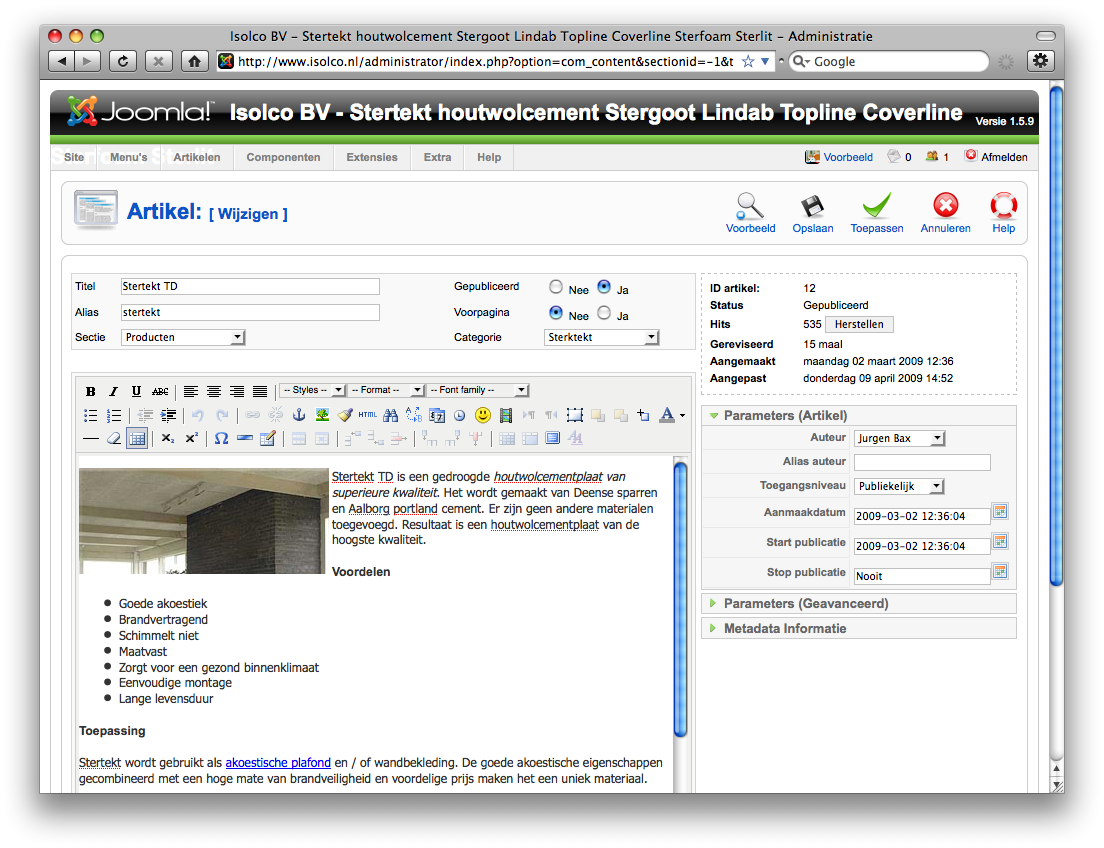 Isolco BV - Stertekt houtwolcement Stergoot Lindab Topline Coverline Sterfoam Sterlit - Administratie
http://www.isolco.nl/administrator/index.php?option=com_content&sectionid=-1&t
Google
Joomla!™ Isolco BV - Stertekt houtwolcement Stergoot Lindab Topline Coverline Versie 1.5.9
Site Menu's Artikelen Componenten Extensies Extra Help Voorbeeld 0 1 Afmelden
Artikel: [ Wijzigen ]
Voorbeeld Opslaan Toepassen Annuleren Help
Titel Stertekt TD Gepubliceerd Nee Ja
Alias stertekt Voorpagina Nee Ja
Sectie Producten Categorie Sterktekt
ID artikel: 12
Status Gepubliceerd
Hits 535 Herstellen
Gereviseerd 15 maal
Aangemaakt maandag 02 maart 2009 12:36
Aangepast donderdag 09 april 2009 14:52
B I U ABC -- Styles -- -- Format -- -- Font family --
HTML
Stertekt TD is een gedroogde houtwolcementplaat van
superieure kwaliteit. Het wordt gemaakt van Deense sparren
en Aalborg portland cement. Er zijn geen andere materialen
toegevoegd. Resultaat is een houtwolcementplaat van de
hoogste kwaliteit.
Voordelen
Goede akoestiek
Brandvertragend
Schimmelt niet
Maatvast
Zorgt voor een gezond binnenklimaat
Eenvoudige montage
Lange levensduur
Toepassing
Stertekt wordt gebruikt als akoestische plafond en / of wandbekleding. De goede akoestische eigenschappen
gecombineerd met een hoge mate van brandveiligheid en voordelige prijs maken het een uniek materiaal.
Parameters (Artikel)
Auteur Jurgen Bax
Alias auteur
Toegangsniveau Publiekelijk
Aanmaakdatum 2009-03-02 12:36:04
Start publicatie 2009-03-02 12:36:04
Stop publicatie Nooit
Parameters (Geavanceerd)
Metadata Informatie